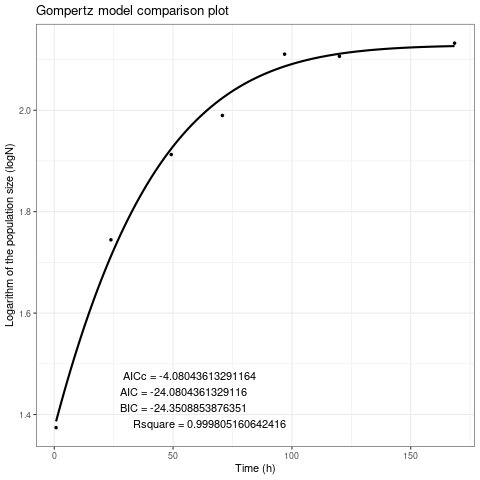 Gompertz model comparison plot
Logarithm of the population size (logN)
2.0
1.8
1.6
1.4
AICc = -4.08043613291164
AIC = -24.0804361329116
BIC = -24.3508853876351
Rsquare = 0.999805160642416
0 50 100 150
Time (h)